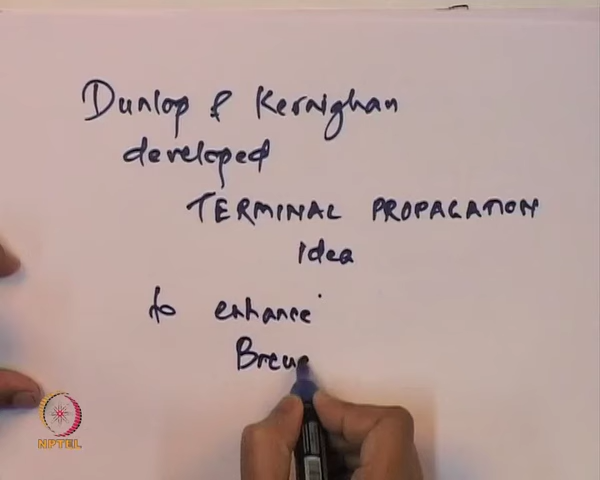 Dunlop & Kernighan
developed
TERMINAL PROPAGATION
Idea
to enhance
Breu
NPTEL